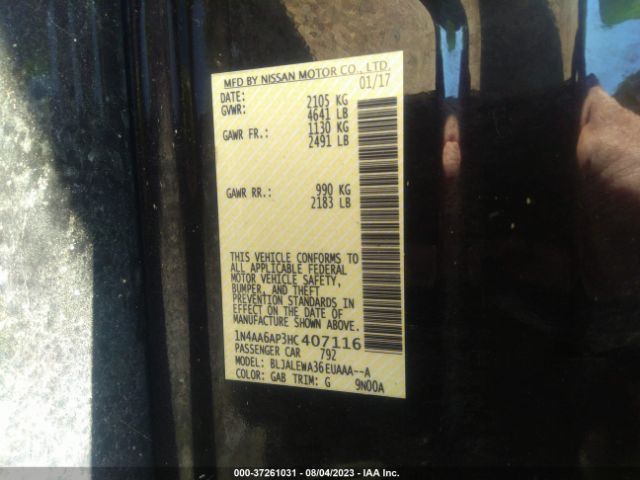 MFD BY NISSAN MOTOR CO., LTD.
DATE: 01/17
GVWR: 2105 KG
4641 LB
GAWR FR.: 1130 KG
2491 LB
GAWR RR.: 990 KG
2183 LB
THIS VEHICLE CONFORMS TO
ALL APPLICABLE FEDERAL
MOTOR VEHICLE SAFETY,
BUMPER, AND THEFT
PREVENTION STANDARDS IN
EFFECT ON THE DATE OF
MANUFACTURE SHOWN ABOVE.
1N4AA6AP3HC407116
PASSENGER CAR 792
MODEL: BLJALEWA36EUAAA--A
COLOR: GAB TRIM: G 9N00A
000-37261031 - 08/04/2023 - IAA Inc.